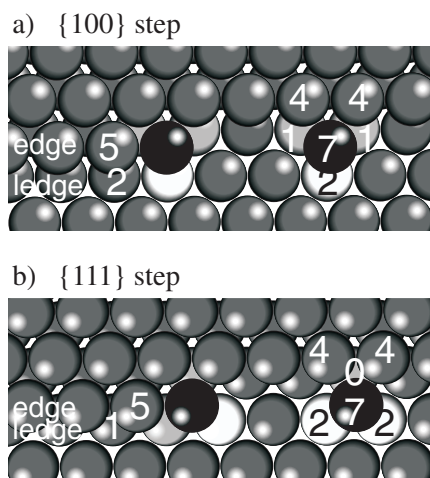 a) {100} step
4 4
edge 5 1 7 1
ledge 2 2
b) {111} step
4 4
0
edge 5 7
ledge 1 2 2